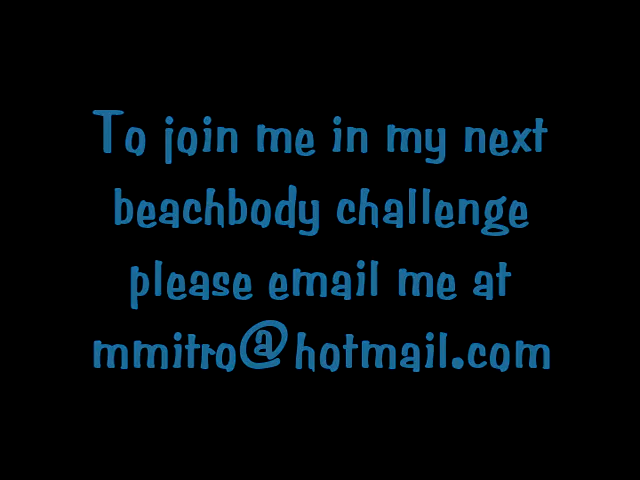 To join me in my next
beachbody challenge
please email me at
mmitro@hotmail.com